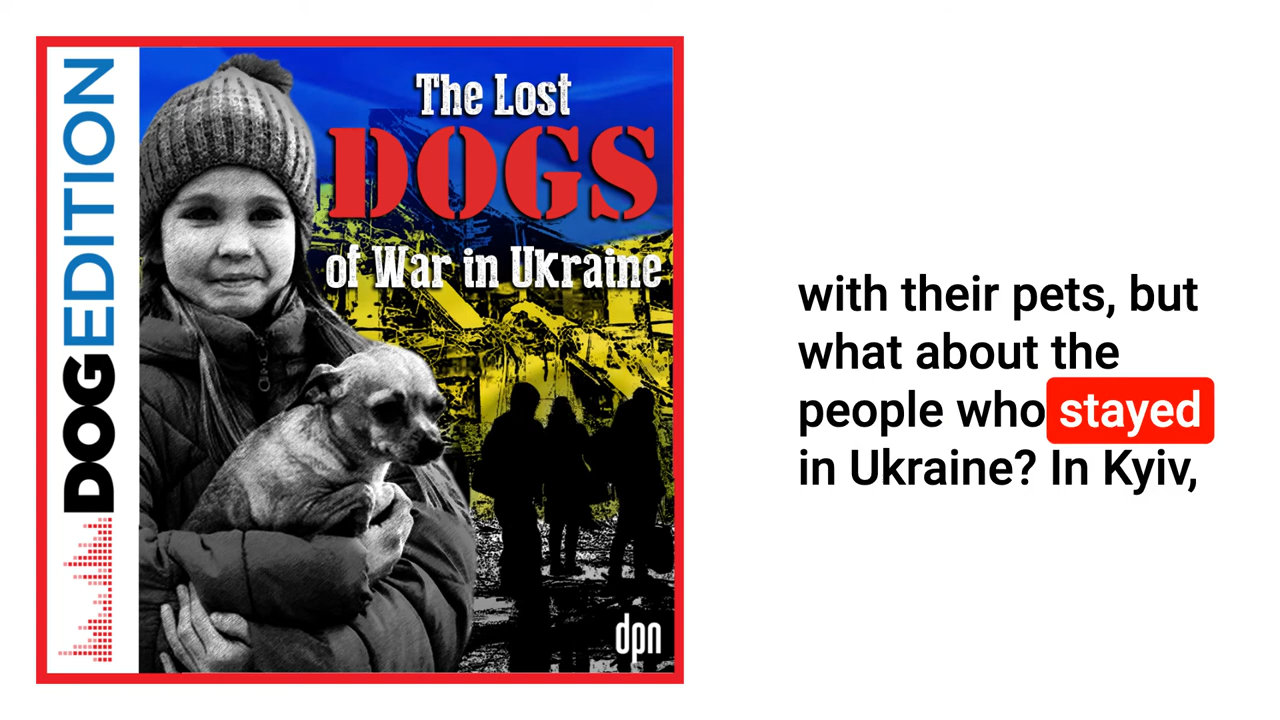 DOGEDITION
The Lost
DOGS
of War in Ukraine
dpn
with their pets, but
what about the
people who stayed
in Ukraine? In Kyiv,